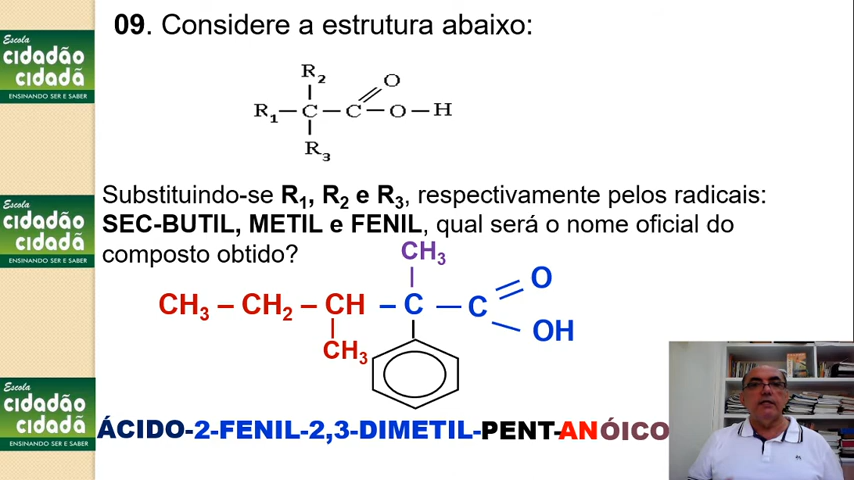 09. Considere a estrutura abaixo:
Escola
cidadão
cidadã
ENSINANDO SER E SABER
R₂
O
R₁ – C – C – O – H
R₃
Substituindo-se R₁, R₂ e R₃, respectivamente pelos radicais:
SEC-BUTIL, METIL e FENIL, qual será o nome oficial do
composto obtido?
Escola
cidadão
cidadã
ENSINANDO SER E SABER
CH₃
O
CH₃ – CH₂ – CH – C – C
OH
CH₃
Escola
cidadão
cidadã
ENSINANDO SER E SABER
ÁCIDO-2-FENIL-2,3-DIMETIL-PENT-ANÓICO